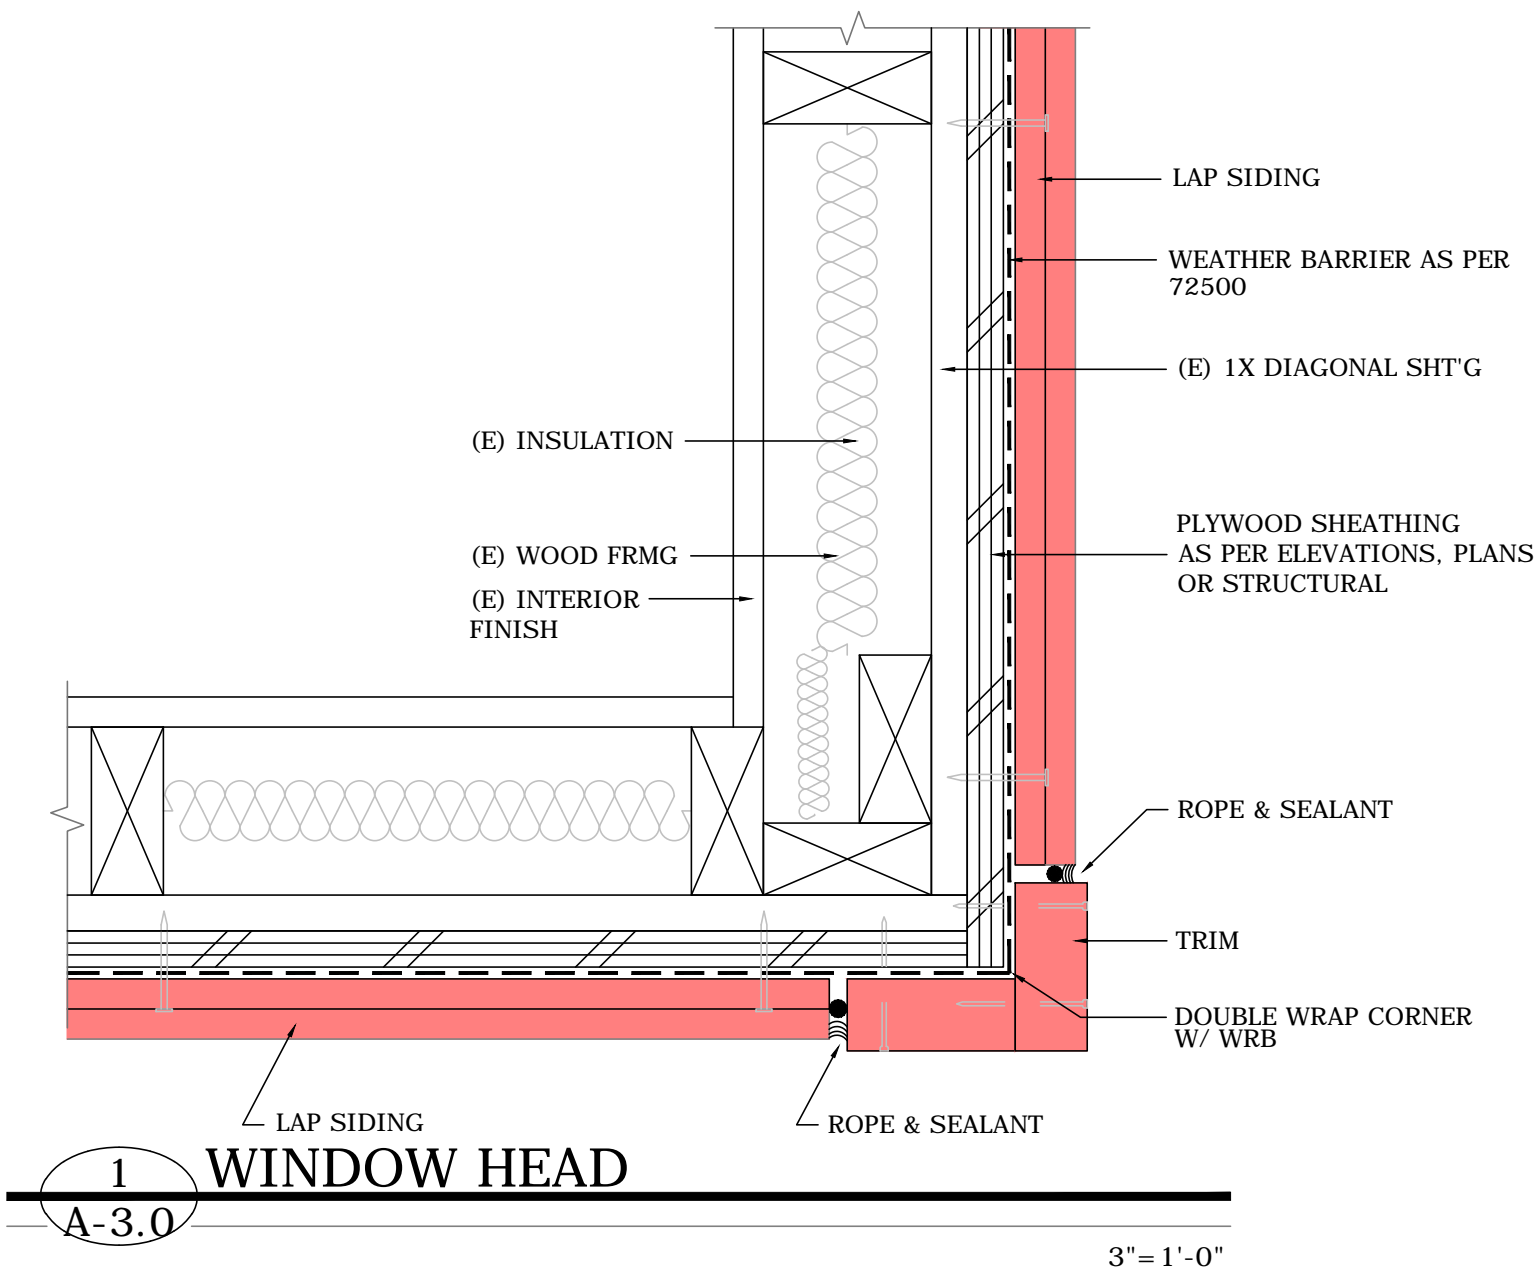 LAP SIDING
WEATHER BARRIER AS PER
72500
(E) 1X DIAGONAL SHT'G
(E) INSULATION
PLYWOOD SHEATHING
AS PER ELEVATIONS, PLANS
OR STRUCTURAL
(E) WOOD FRMG
(E) INTERIOR
FINISH
ROPE & SEALANT
TRIM
DOUBLE WRAP CORNER
W/ WRB
LAP SIDING
ROPE & SEALANT
1
WINDOW HEAD
A-3.0
3"=1'-0"